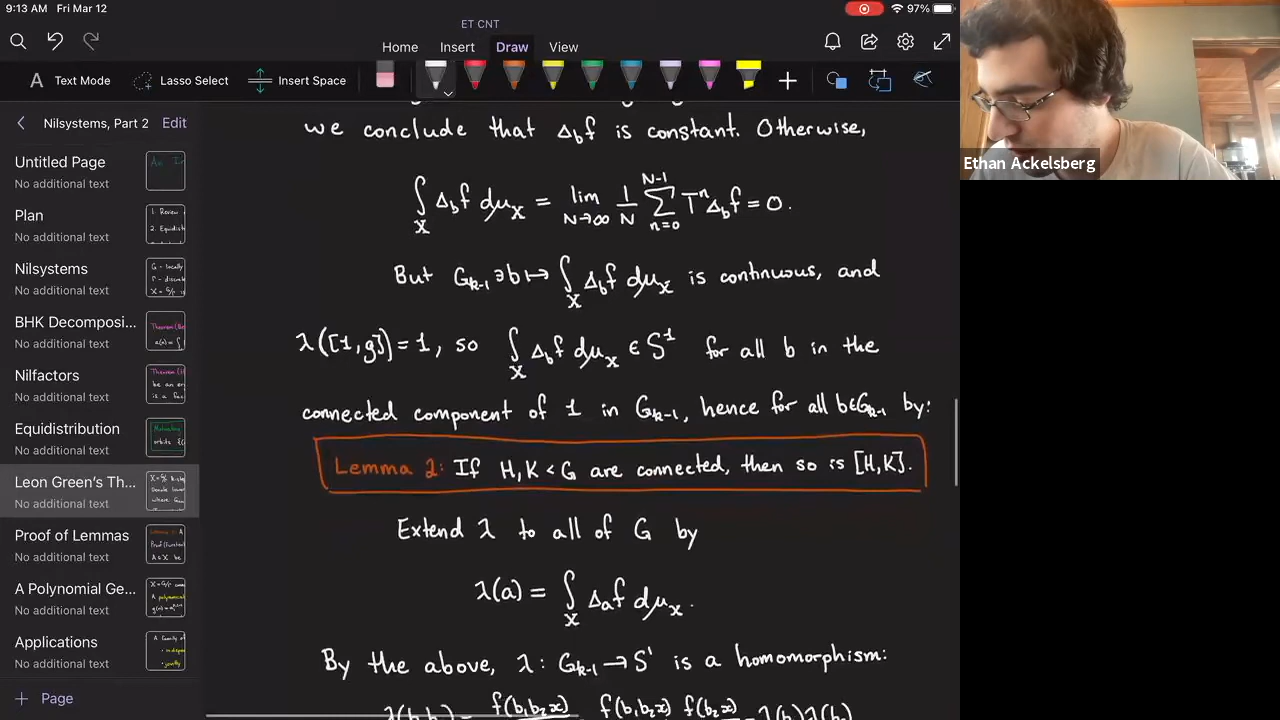 9:13 AM Fri Mar 12
97%
ET CNT
Home Insert Draw View
Text Mode Lasso Select Insert Space
Nilsystems, Part 2 Edit
Untitled Page
No additional text
Plan
No additional text
Nilsystems
No additional text
BHK Decomposi...
No additional text
Nilfactors
No additional text
Equidistribution
No additional text
Leon Green's Th...
No additional text
Proof of Lemmas
No additional text
A Polynomial Ge...
No additional text
Applications
No additional text
+ Page
we conclude that Δ_b f is constant. Otherwise,
∫_X Δ_b f dμ_X = lim_{N→∞} 1/N ∑_{n=0}^{N-1} T^n Δ_b f = 0.
But G_{k-1} ∋ b ↦ ∫_X Δ_b f dμ_X is continuous, and
λ([1,g]) = 1, so ∫_X Δ_b f dμ_X ∈ S^1 for all b in the
connected component of 1 in G_{k-1}, hence for all b∈G_{k-1} by:
Lemma 2: If H, K < G are connected, then so is [H,K].
Extend λ to all of G by
λ(a) = ∫_X Δ_a f dμ_X.
By the above, λ: G_{k-1} → S^1 is a homomorphism:
Ethan Ackelsberg